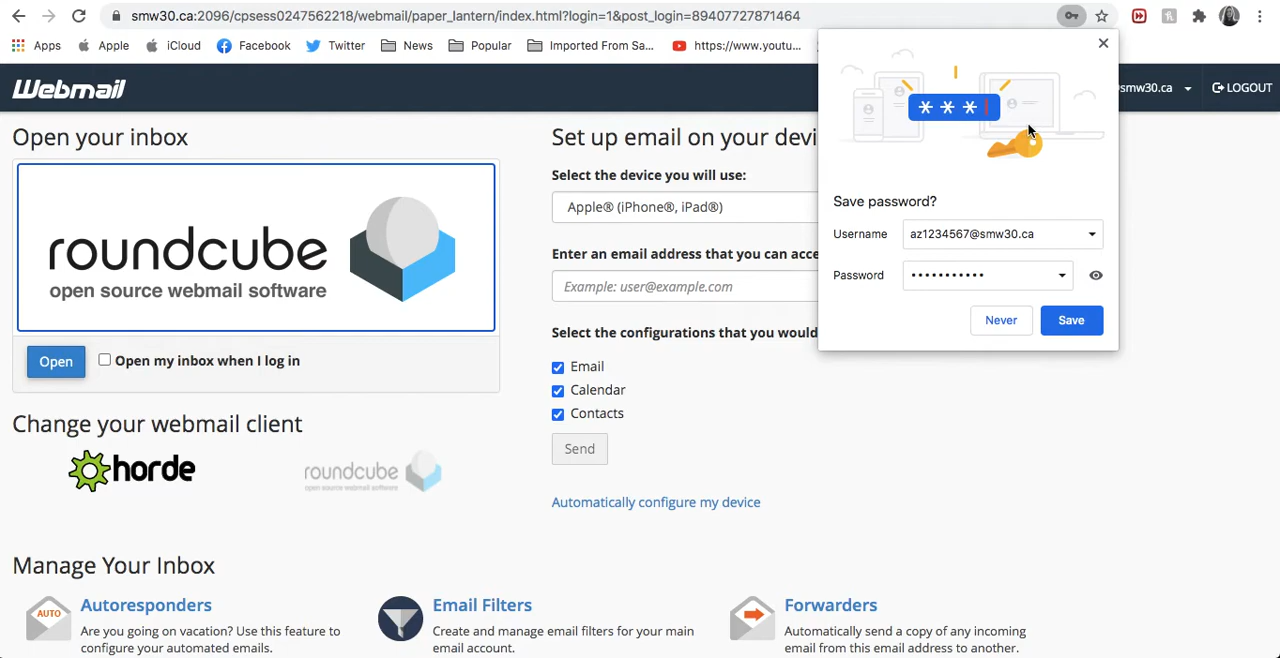 smw30.ca:2096/cpsess0247562218/webmail/paper_lantern/index.html?login=1&post_login=89407727871464
Apps Apple iCloud Facebook Twitter News Popular Imported From Sa... https://www.youtu...
Webmail
smw30.ca LOGOUT
Open your inbox
roundcube
open source webmail software
Open Open my inbox when I log in
Change your webmail client
horde
roundcube
open source webmail software
Set up email on your devi
Select the device you will use:
Apple® (iPhone®, iPad®)
Enter an email address that you can acce
Example: user@example.com
Select the configurations that you would
Email
Calendar
Contacts
Send
Automatically configure my device
* * *
Save password?
Username az1234567@smw30.ca
Password •••••••••••
Never Save
Manage Your Inbox
AUTO
Autoresponders
Are you going on vacation? Use this feature to
configure your automated emails.
Email Filters
Create and manage email filters for your main
email account.
Forwarders
Automatically send a copy of any incoming
email from this email address to another.